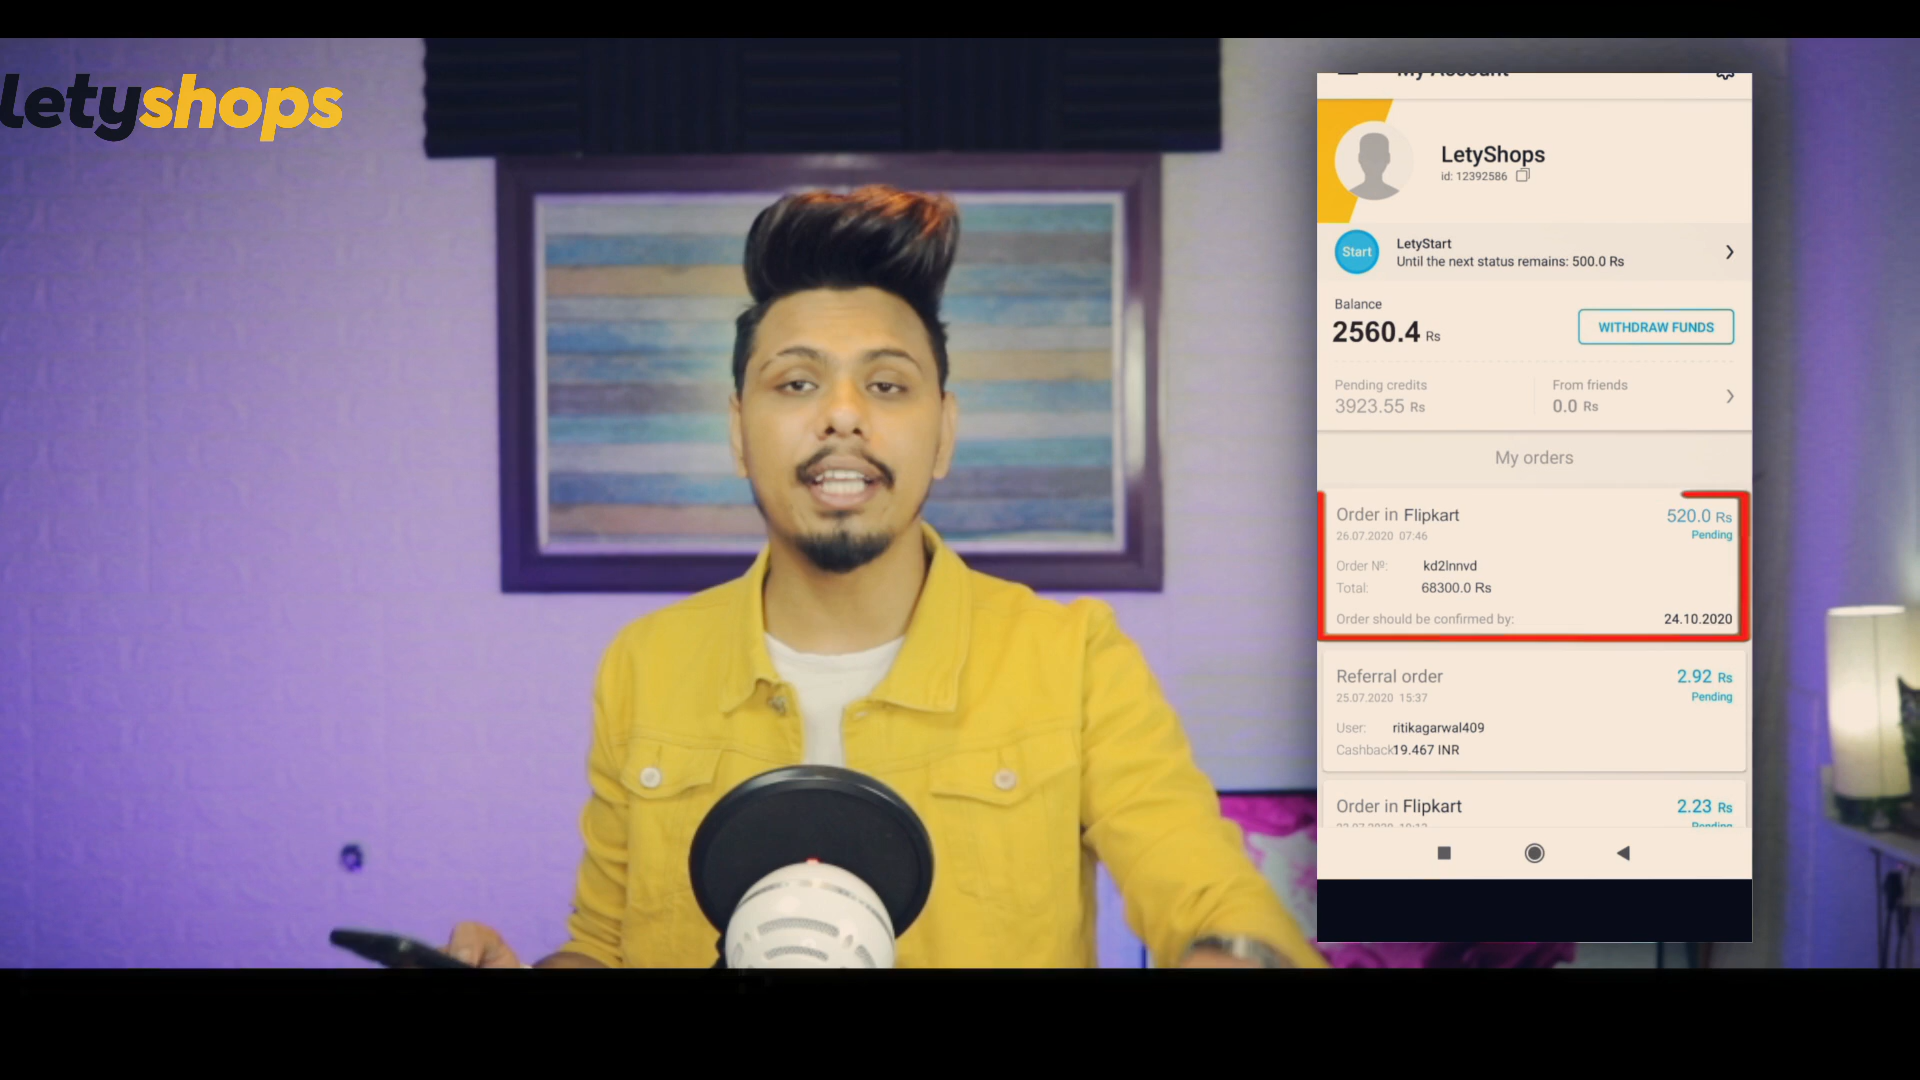 letyshops
My Account
LetyShops
id: 12392586
Start
LetyStart
Until the next status remains: 500.0 Rs
Balance
2560.4 Rs
WITHDRAW FUNDS
Pending credits
3923.55 Rs
From friends
0.0 Rs
My orders
Order in Flipkart
520.0 Rs
26.07.2020 07:46
Pending
Order №: kd2lnnvd
Total: 68300.0 Rs
Order should be confirmed by: 24.10.2020
Referral order
2.92 Rs
25.07.2020 15:37
Pending
User: ritikagarwal409
Cashback19.467 INR
Order in Flipkart
2.23 Rs
Pending